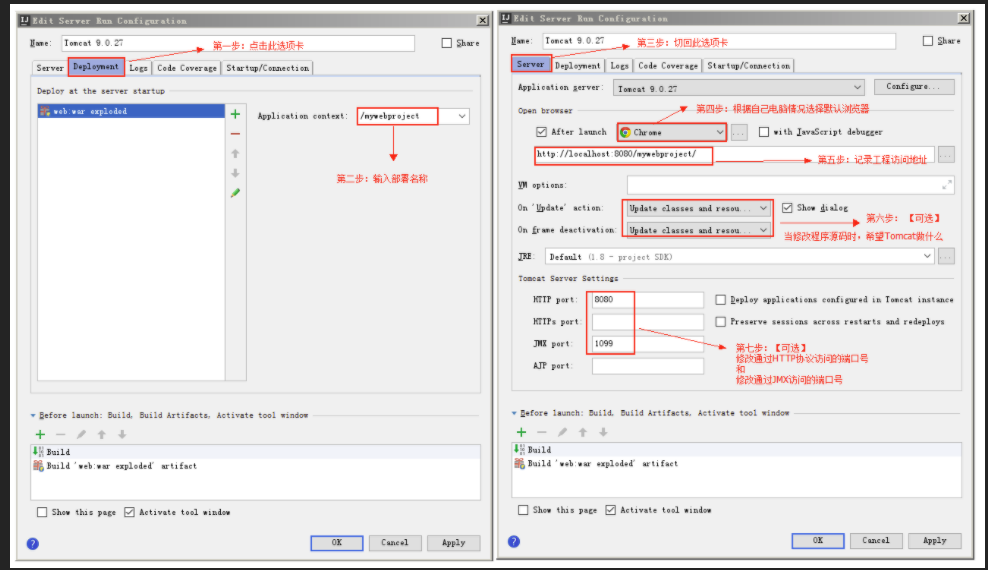 Edit Server Run Configuration
Name: Tomcat 9.0.27
Share
第一步：点击此选项卡
Server Deployment Logs Code Coverage Startup/Connection
Deploy at the server startup
web:war exploded
Application context: /mywebproject
第二步：输入部署名称
Before launch: Build, Build Artifacts, Activate tool window
Build
Build 'web:war exploded' artifact
Show this page Activate tool window
OK Cancel Apply
Edit Server Run Configuration
Name: Tomcat 9.0.27
Share
第三步：切回此选项卡
Server Deployment Logs Code Coverage Startup/Connection
Application server: Tomcat 9.0.27 Configure...
第四步：根据自己电脑情况选择默认浏览器
Open browser
After launch Chrome ... with JavaScript debugger
http://localhost:8080/mywebproject/ ...
第五步：记录工程访问地址
VM options:
On 'Update' action: Update classes and resou... Show dialog
第六步：【可选】
On frame deactivation: Update classes and resou...
当修改程序源码时，希望Tomcat做什么
JRE: Default (1.8 - project SDK) ...
Tomcat Server Settings
HTTP port: 8080 Deploy applications configured in Tomcat instance
HTTPs port: Preserve sessions across restarts and redeploys
JMX port: 1099
第七步：【可选】
修改通过HTTP协议访问的端口号
和
AJP port:
修改通过JMX访问的端口号
Before launch: Build, Build Artifacts, Activate tool window
Build
Build 'web:war exploded' artifact
Show this page Activate tool window
OK Cancel Apply